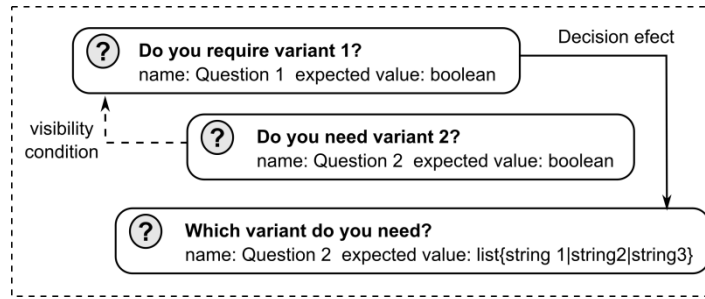 ?
Do you require variant 1?
name: Question 1 expected value: boolean
Decision efect
visibility
condition
?
Do you need variant 2?
name: Question 2 expected value: boolean
?
Which variant do you need?
name: Question 2 expected value: list{string 1|string2|string3}